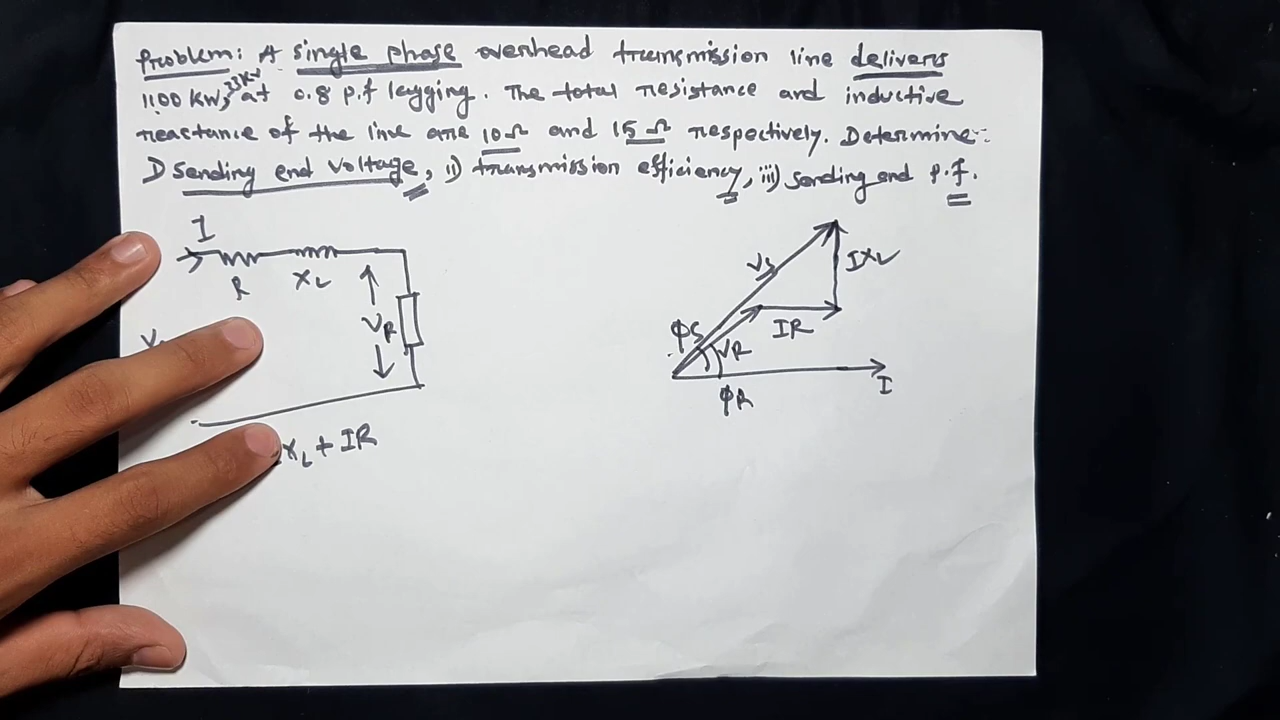 Problem: A single phase overhead transmission line delivers
1100 KW, 33KV at 0.8 p.f lagging. The total resistance and inductive
reactance of the line are 10Ω and 15Ω respectively. Determine:
I) Sending end voltage, ii) transmission efficiency, iii) sending end p.f.
I
R
XL
VR
XL + IR
VS
IXL
IR
φS
VR
I
φR